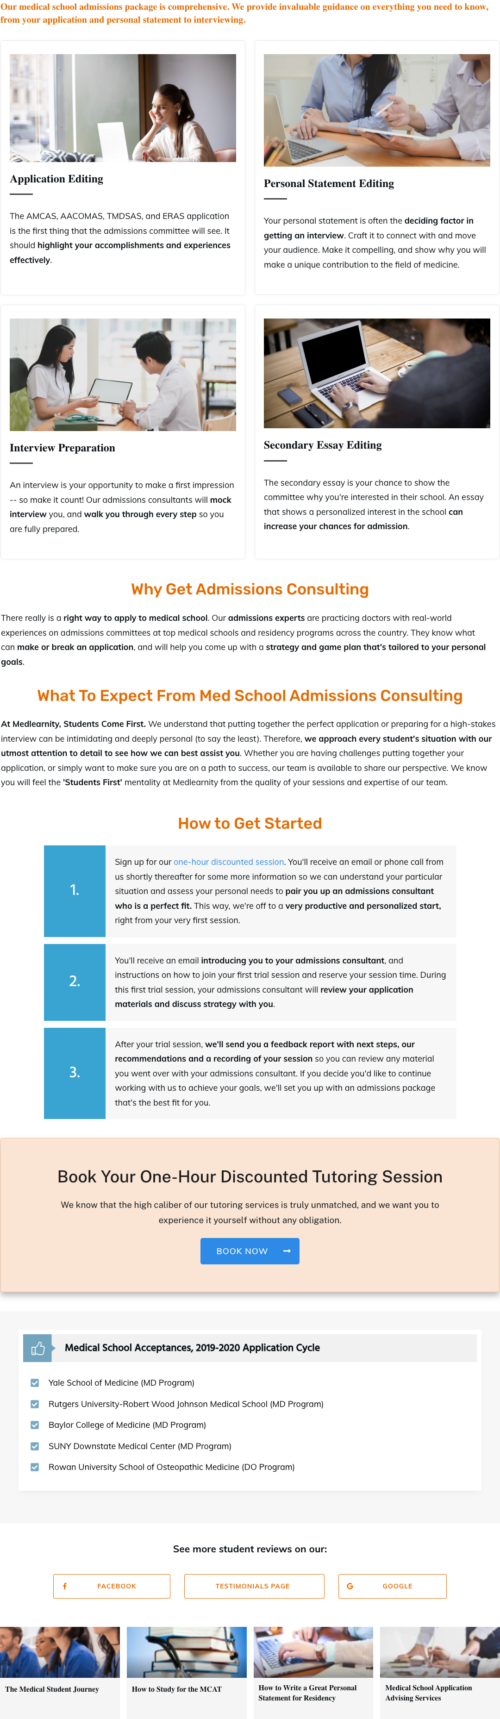 Our medical school admissions package is comprehensive. We provide invaluable guidance on everything you need to know,
from your application and personal statement to interviewing.
Application Editing
The AMCAS, AACOMAS, TMDSAS, and ERAS application
is the first thing that the admissions committee will see. It
should highlight your accomplishments and experiences
effectively.
Personal Statement Editing
Your personal statement is often the deciding factor in
getting an interview. Craft it to connect with and move
your audience. Make it compelling, and show why you will
make a unique contribution to the field of medicine.
Interview Preparation
An interview is your opportunity to make a first impression
-- so make it count! Our admissions consultants will mock
interview you, and walk you through every step so you
are fully prepared.
Secondary Essay Editing
The secondary essay is your chance to show the
committee why you're interested in their school. An essay
that shows a personalized interest in the school can
increase your chances for admission.
Why Get Admissions Consulting
There really is a right way to apply to medical school. Our admissions experts are practicing doctors with real-world
experiences on admissions committees at top medical schools and residency programs across the country. They know what
can make or break an application, and will help you come up with a strategy and game plan that's tailored to your personal
goals.
What To Expect From Med School Admissions Consulting
At Medlearnity, Students Come First. We understand that putting together the perfect application or preparing for a high-stakes
interview can be intimidating and deeply personal (to say the least). Therefore, we approach every student's situation with our
utmost attention to detail to see how we can best assist you. Whether you are having challenges putting together your
application, or simply want to make sure you are on a path to success, our team is available to share our perspective. We know
you will feel the 'Students First' mentality at Medlearnity from the quality of your sessions and expertise of our team.
How to Get Started
1.
Sign up for our one-hour discounted session. You'll receive an email or phone call from
us shortly thereafter for some more information so we can understand your particular
situation and assess your personal needs to pair you up an admissions consultant
who is a perfect fit. This way, we're off to a very productive and personalized start,
right from your very first session.
2.
You'll receive an email introducing you to your admissions consultant, and
instructions on how to join your first trial session and reserve your session time. During
this first trial session, your admissions consultant will review your application
materials and discuss strategy with you.
3.
After your trial session, we'll send you a feedback report with next steps, our
recommendations and a recording of your session so you can review any material
you went over with your admissions consultant. If you decide you'd like to continue
working with us to achieve your goals, we'll set you up with an admissions package
that's the best fit for you.
Book Your One-Hour Discounted Tutoring Session
We know that the high caliber of our tutoring services is truly unmatched, and we want you to
experience it yourself without any obligation.
BOOK NOW
Medical School Acceptances, 2019-2020 Application Cycle
Yale School of Medicine (MD Program)
Rutgers University-Robert Wood Johnson Medical School (MD Program)
Baylor College of Medicine (MD Program)
SUNY Downstate Medical Center (MD Program)
Rowan University School of Osteopathic Medicine (DO Program)
See more student reviews on our:
FACEBOOK
TESTIMONIALS PAGE
GOOGLE
The Medical Student Journey
How to Study for the MCAT
How to Write a Great Personal
Statement for Residency
Medical School Application
Advising Services